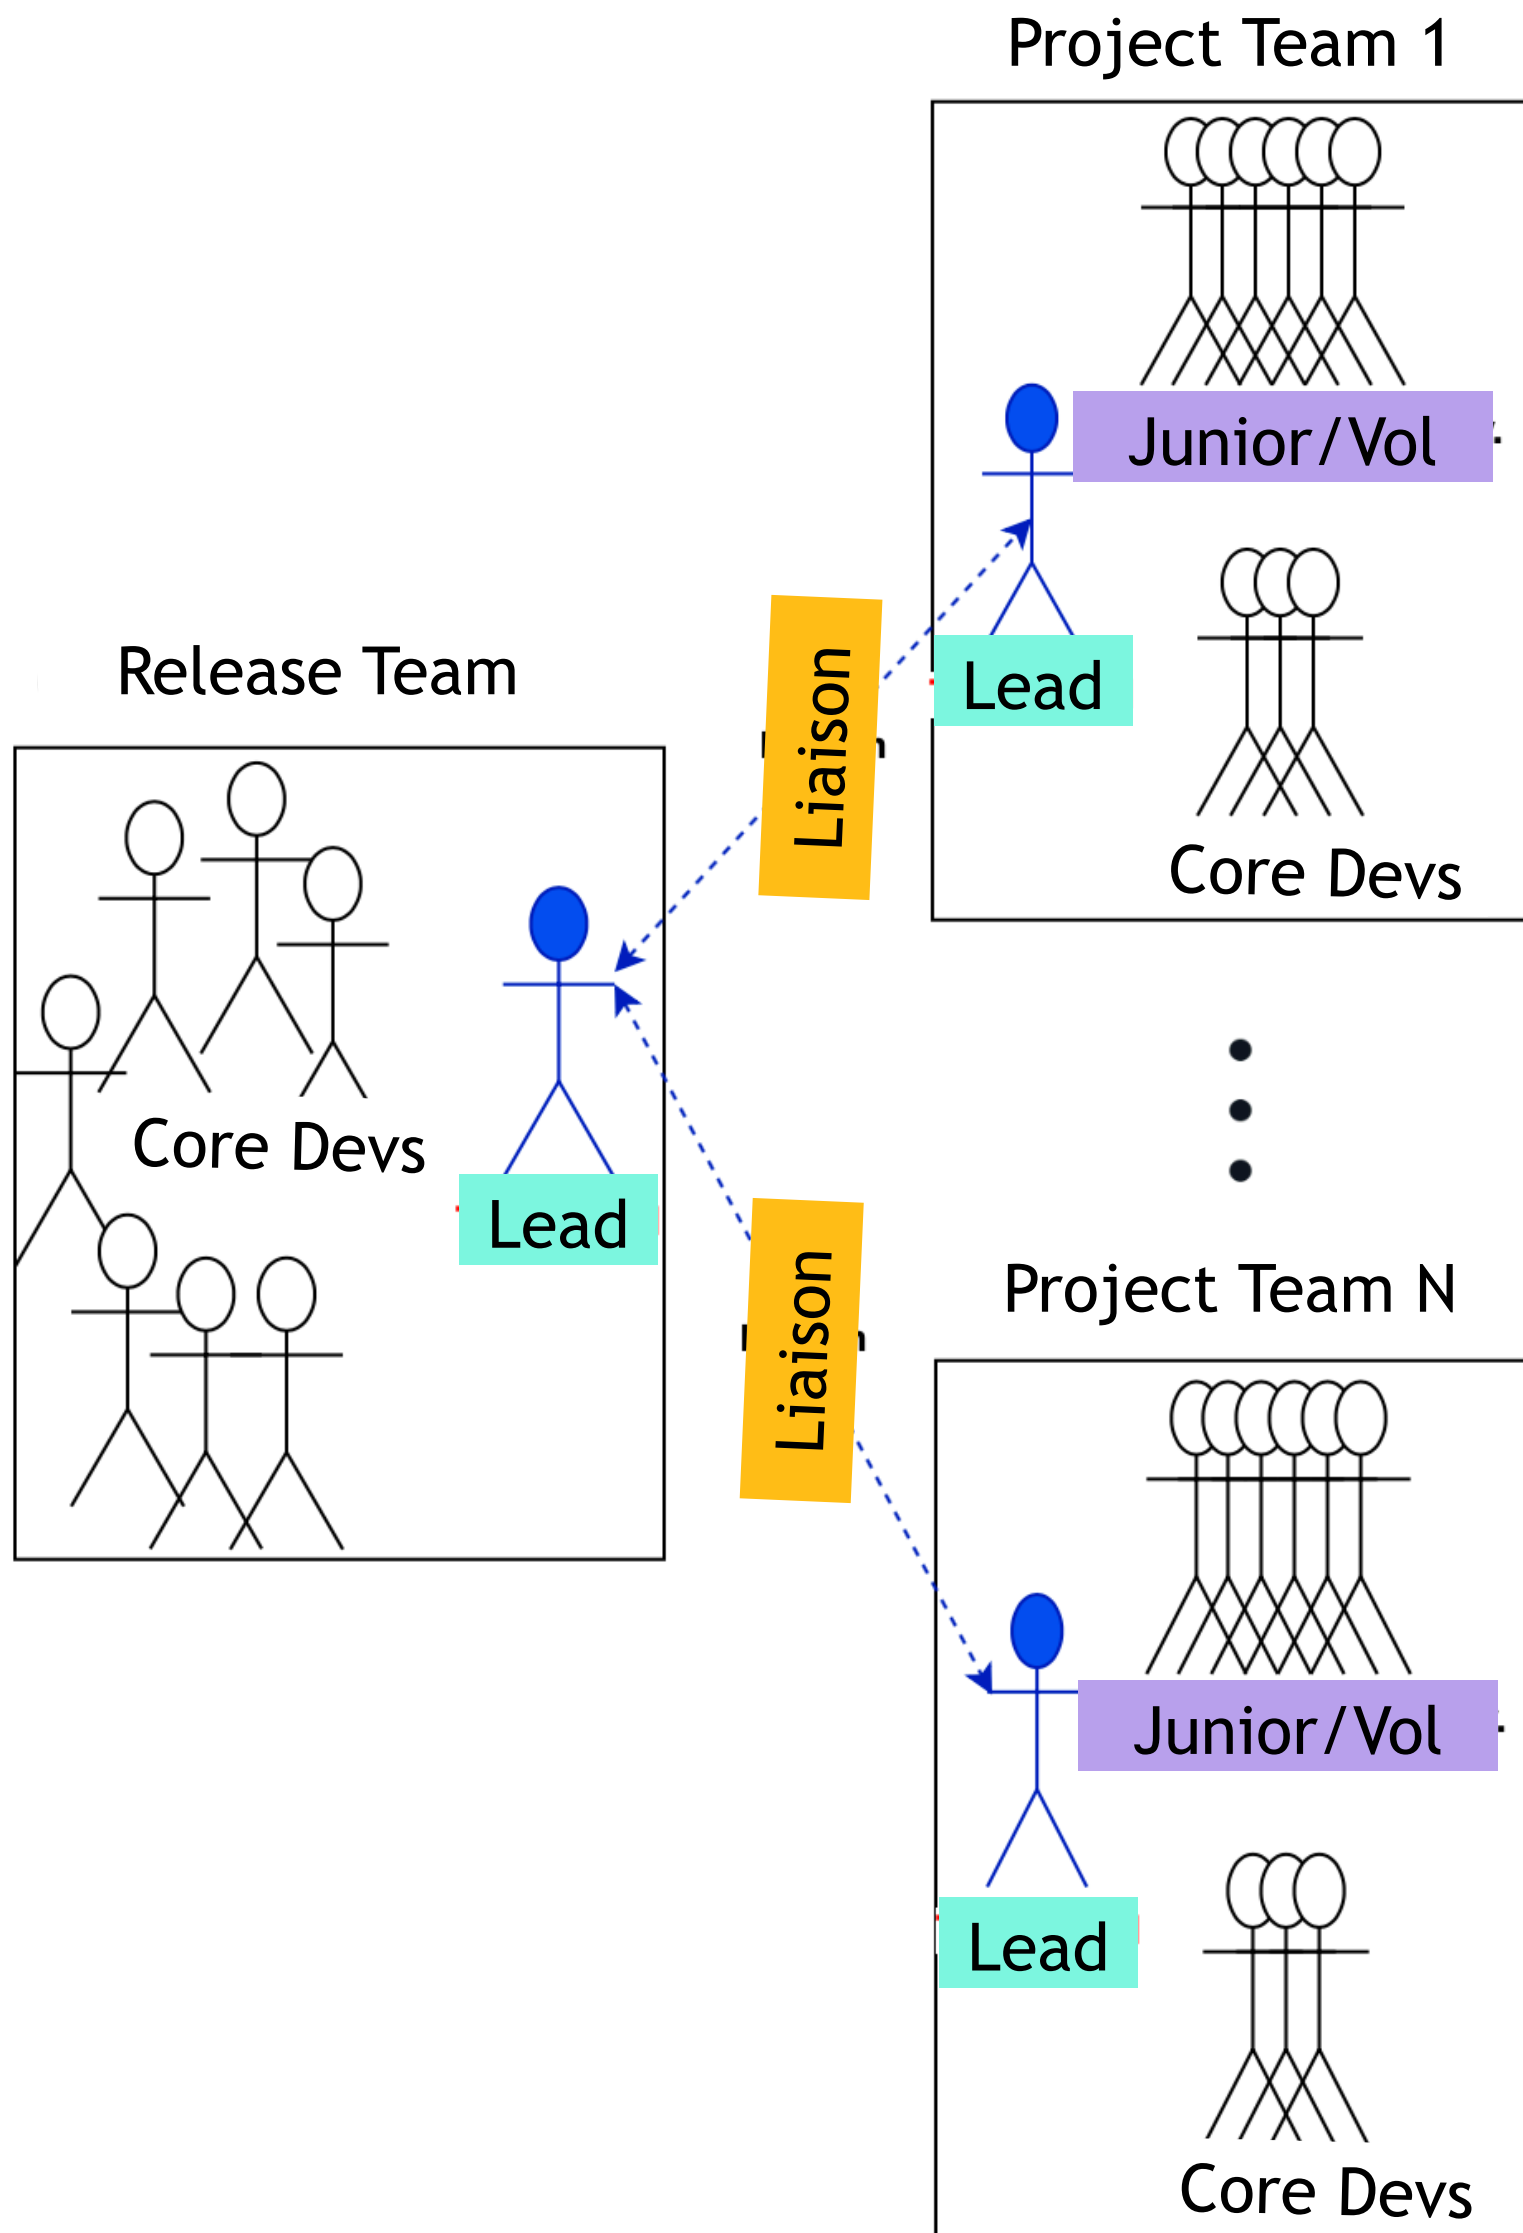 Project Team 1
Junior/Vol
Lead
Liaison
Core Devs
Release Team
Core Devs
Lead
Liaison
Project Team N
Junior/Vol
Lead
Core Devs